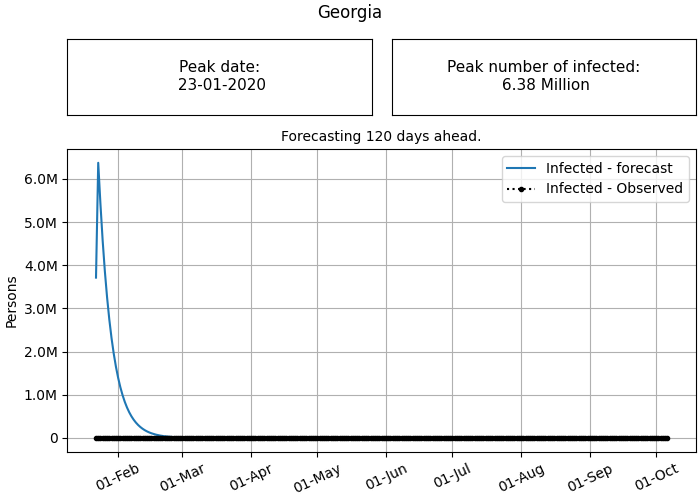 Georgia
Peak date:
23-01-2020
Peak number of infected:
6.38 Million
Forecasting 120 days ahead.
Infected - forecast
Infected - Observed
Persons
6.0M
5.0M
4.0M
3.0M
2.0M
1.0M
0
01-Feb
01-Mar
01-Apr
01-May
01-Jun
01-Jul
01-Aug
01-Sep
01-Oct